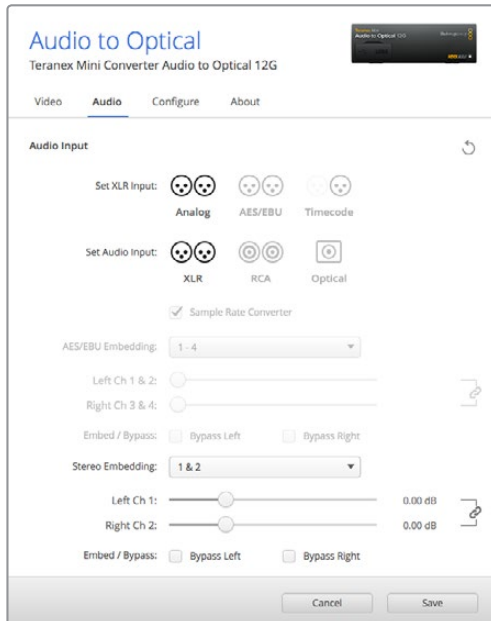 Audio to Optical
Teranex Mini Converter Audio to Optical 12G
Video Audio Configure About
Audio Input
Set XLR Input:
Analog AES/EBU Timecode
Set Audio Input:
XLR RCA Optical
Sample Rate Converter
AES/EBU Embedding: 1 - 4
Left Ch 1 & 2:
Right Ch 3 & 4:
Embed / Bypass: Bypass Left Bypass Right
Stereo Embedding: 1 & 2
Left Ch 1: 0.00 dB
Right Ch 2: 0.00 dB
Embed / Bypass: Bypass Left Bypass Right
Cancel Save